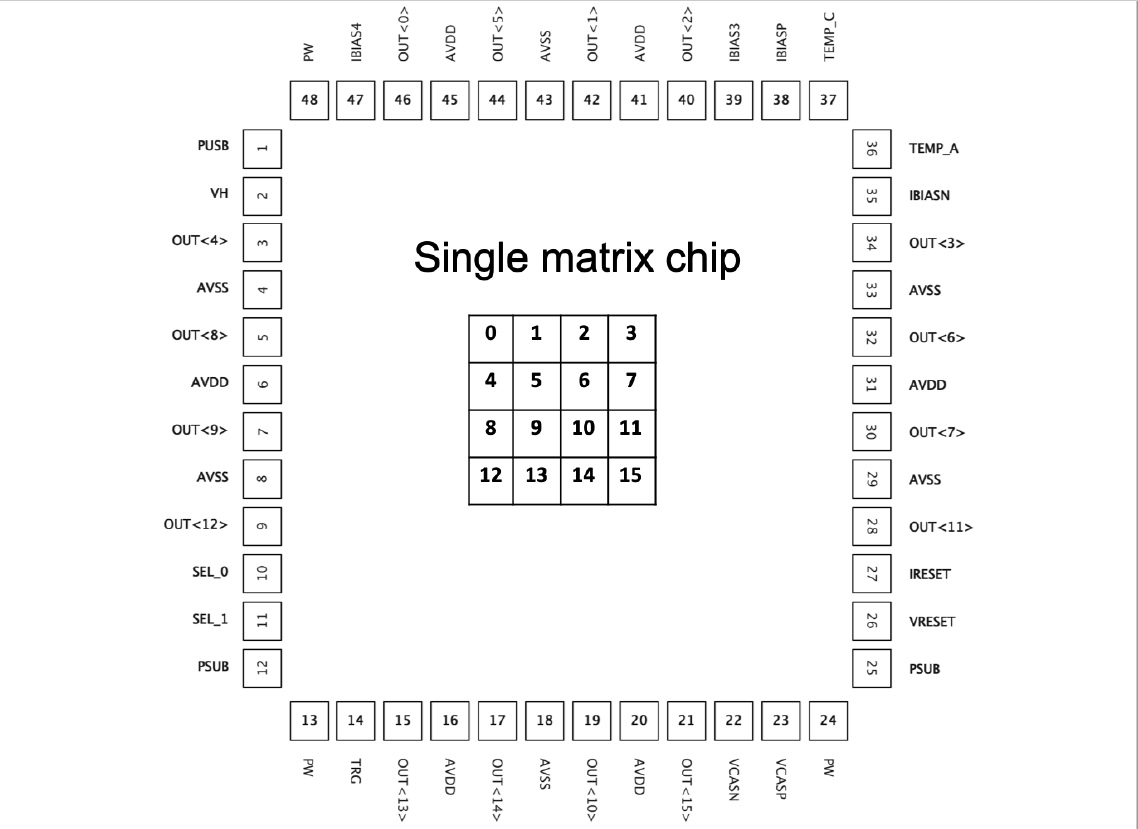 PW IBIAS4 OUT<0> AVDD OUT<5> AVSS OUT<1> AVDD OUT<2> IBIAS3 IBIASP TEMP_C
48 47 46 45 44 43 42 41 40 39 38 37
PUSB 1 36 TEMP_A
VH 2 35 IBIASN
OUT<4> 3 34 OUT<3>
Single matrix chip
AVSS 4 33 AVSS
0 1 2 3
OUT<8> 5 32 OUT<6>
4 5 6 7
AVDD 6 31 AVDD
8 9 10 11
OUT<9> 7 30 OUT<7>
12 13 14 15
AVSS 8 29 AVSS
OUT<12> 9 28 OUT<11>
SEL_0 10 27 IRESET
SEL_1 11 26 VRESET
PSUB 12 25 PSUB
13 14 15 16 17 18 19 20 21 22 23 24
PW TRG OUT<13> AVDD OUT<14> AVSS OUT<10> AVDD OUT<15> VCASN VCASP PW